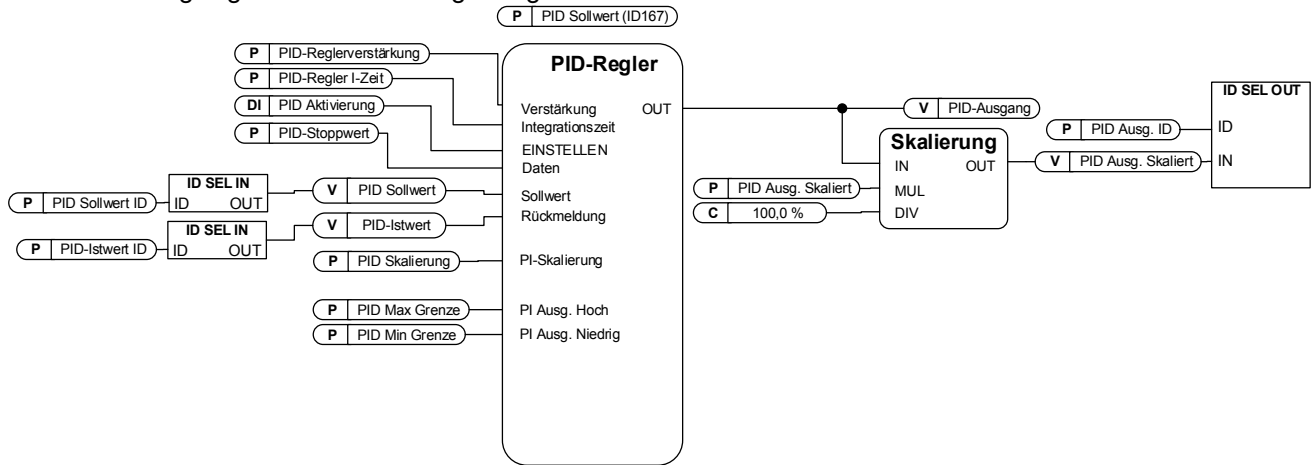 P PID Sollwert (ID167)
PID-Regler
P PID-Reglerverstärkung
P PID-Regler I-Zeit
DI PID Aktivierung
P PID-Stoppwert
Verstärkung OUT
Integrationszeit
EINSTELLEN
Daten
Sollwert
Rückmeldung
PI-Skalierung
PI Ausg. Hoch
PI Ausg. Niedrig
P PID Sollwert ID
ID SEL IN
ID OUT
V PID Sollwert
P PID-Istwert ID
ID SEL IN
ID OUT
V PID-Istwert
P PID Skalierung
P PID Max Grenze
P PID Min Grenze
V PID-Ausgang
Skalierung
IN OUT
MUL
DIV
P PID Ausg. Skaliert
C 100,0 %
P PID Ausg. ID
V PID Ausg. Skaliert
ID SEL OUT
ID
IN